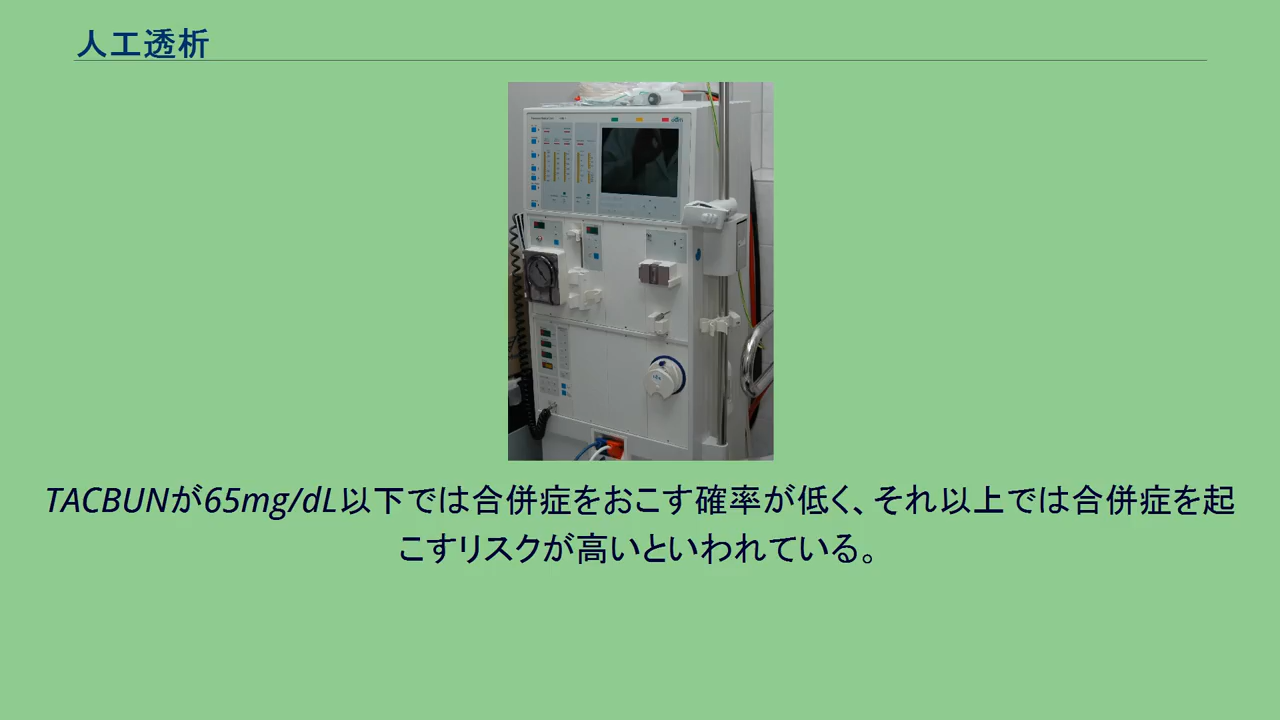 人工透析
TACBUNが65mg/dL以下では合併症をおこす確率が低く、それ以上では合併症を起
こすリスクが高いといわれている。